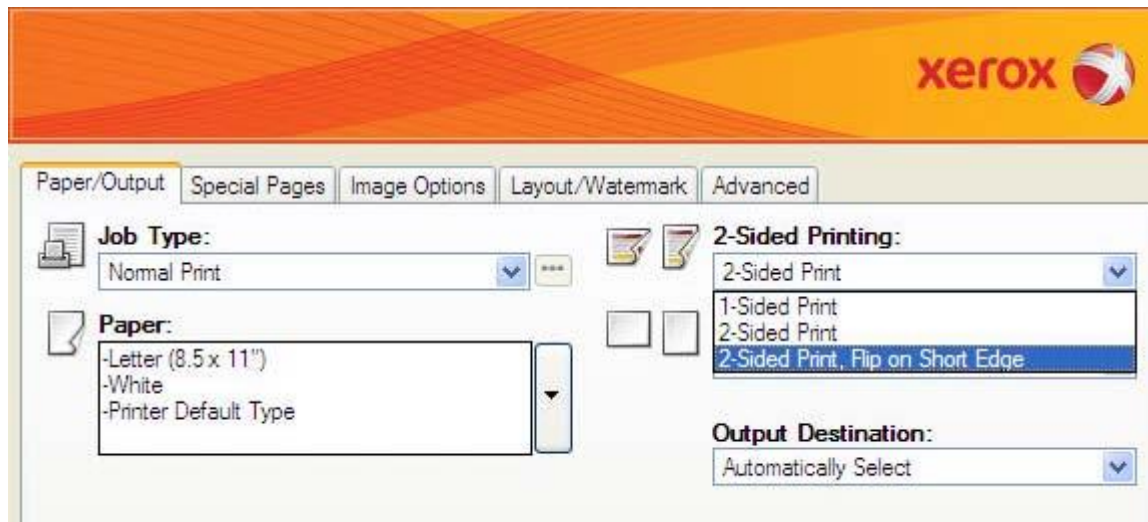 xerox
Paper/Output Special Pages Image Options Layout/Watermark Advanced
Job Type:
Normal Print
Paper:
-Letter (8.5 x 11")
-White
-Printer Default Type
2-Sided Printing:
2-Sided Print
1-Sided Print
2-Sided Print
2-Sided Print, Flip on Short Edge
Output Destination:
Automatically Select